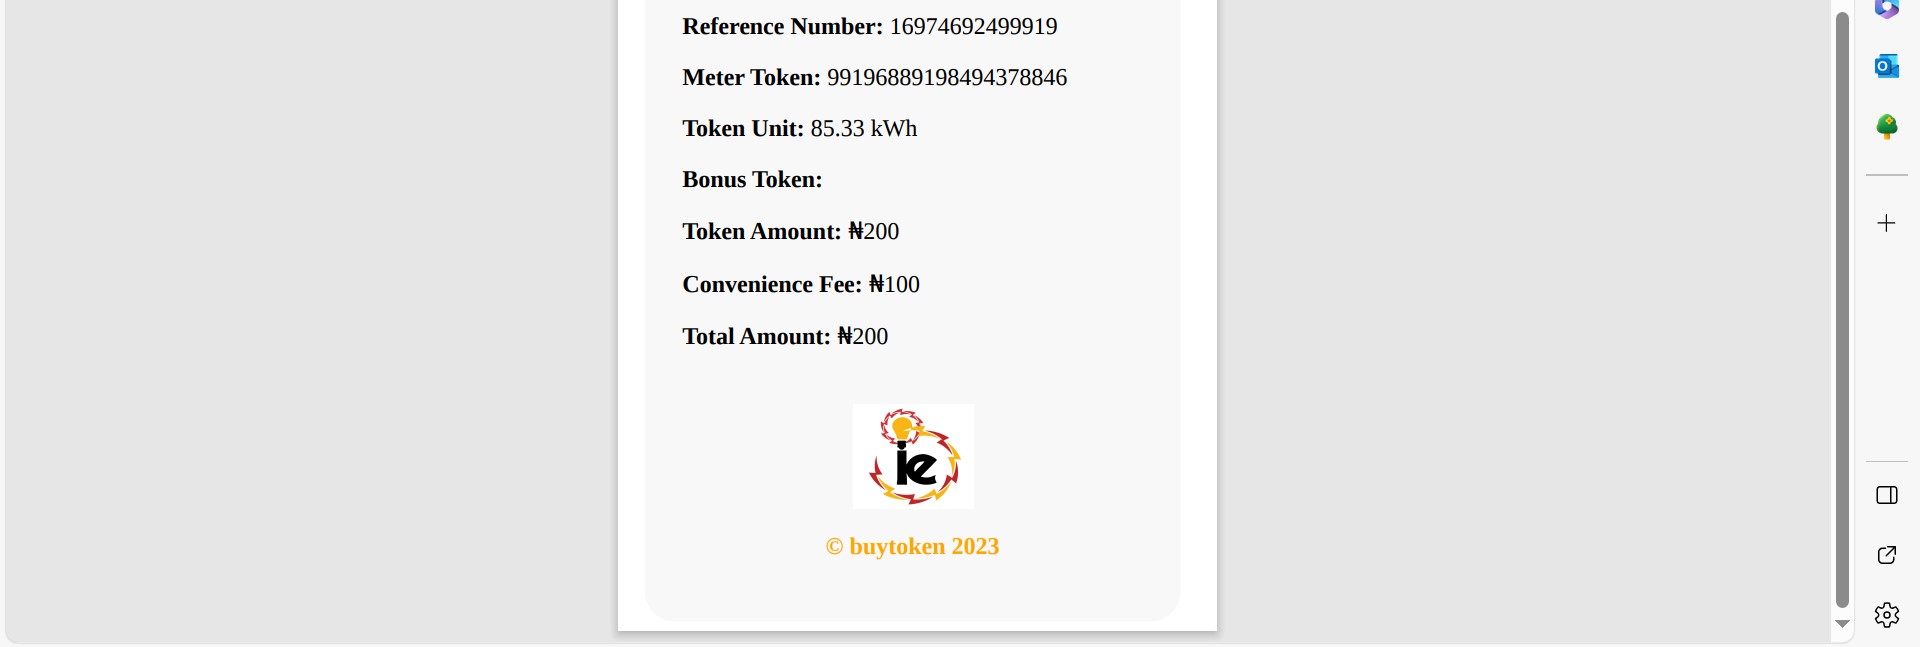 Reference Number: 16974692499919
Meter Token: 99196889198494378846
Token Unit: 85.33 kWh
Bonus Token:
Token Amount: ₦200
Convenience Fee: ₦100
Total Amount: ₦200
ie
© buytoken 2023